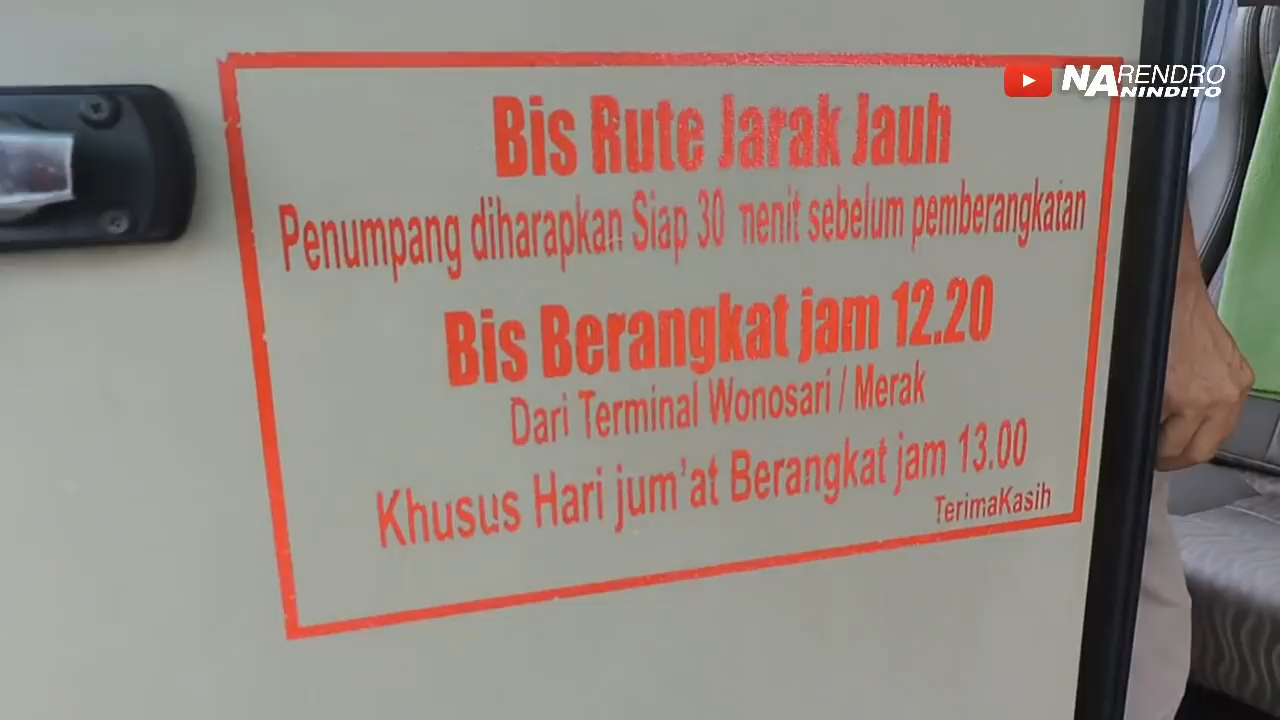 NARENDRO
ANINDITO
Bis Rute Jarak Jauh
Penumpang diharapkan Siap 30 menit sebelum pemberangkatan
Bis Berangkat jam 12.20
Dari Terminal Wonosari / Merak
Khusus Hari jum'at Berangkat jam 13.00
TerimaKasih